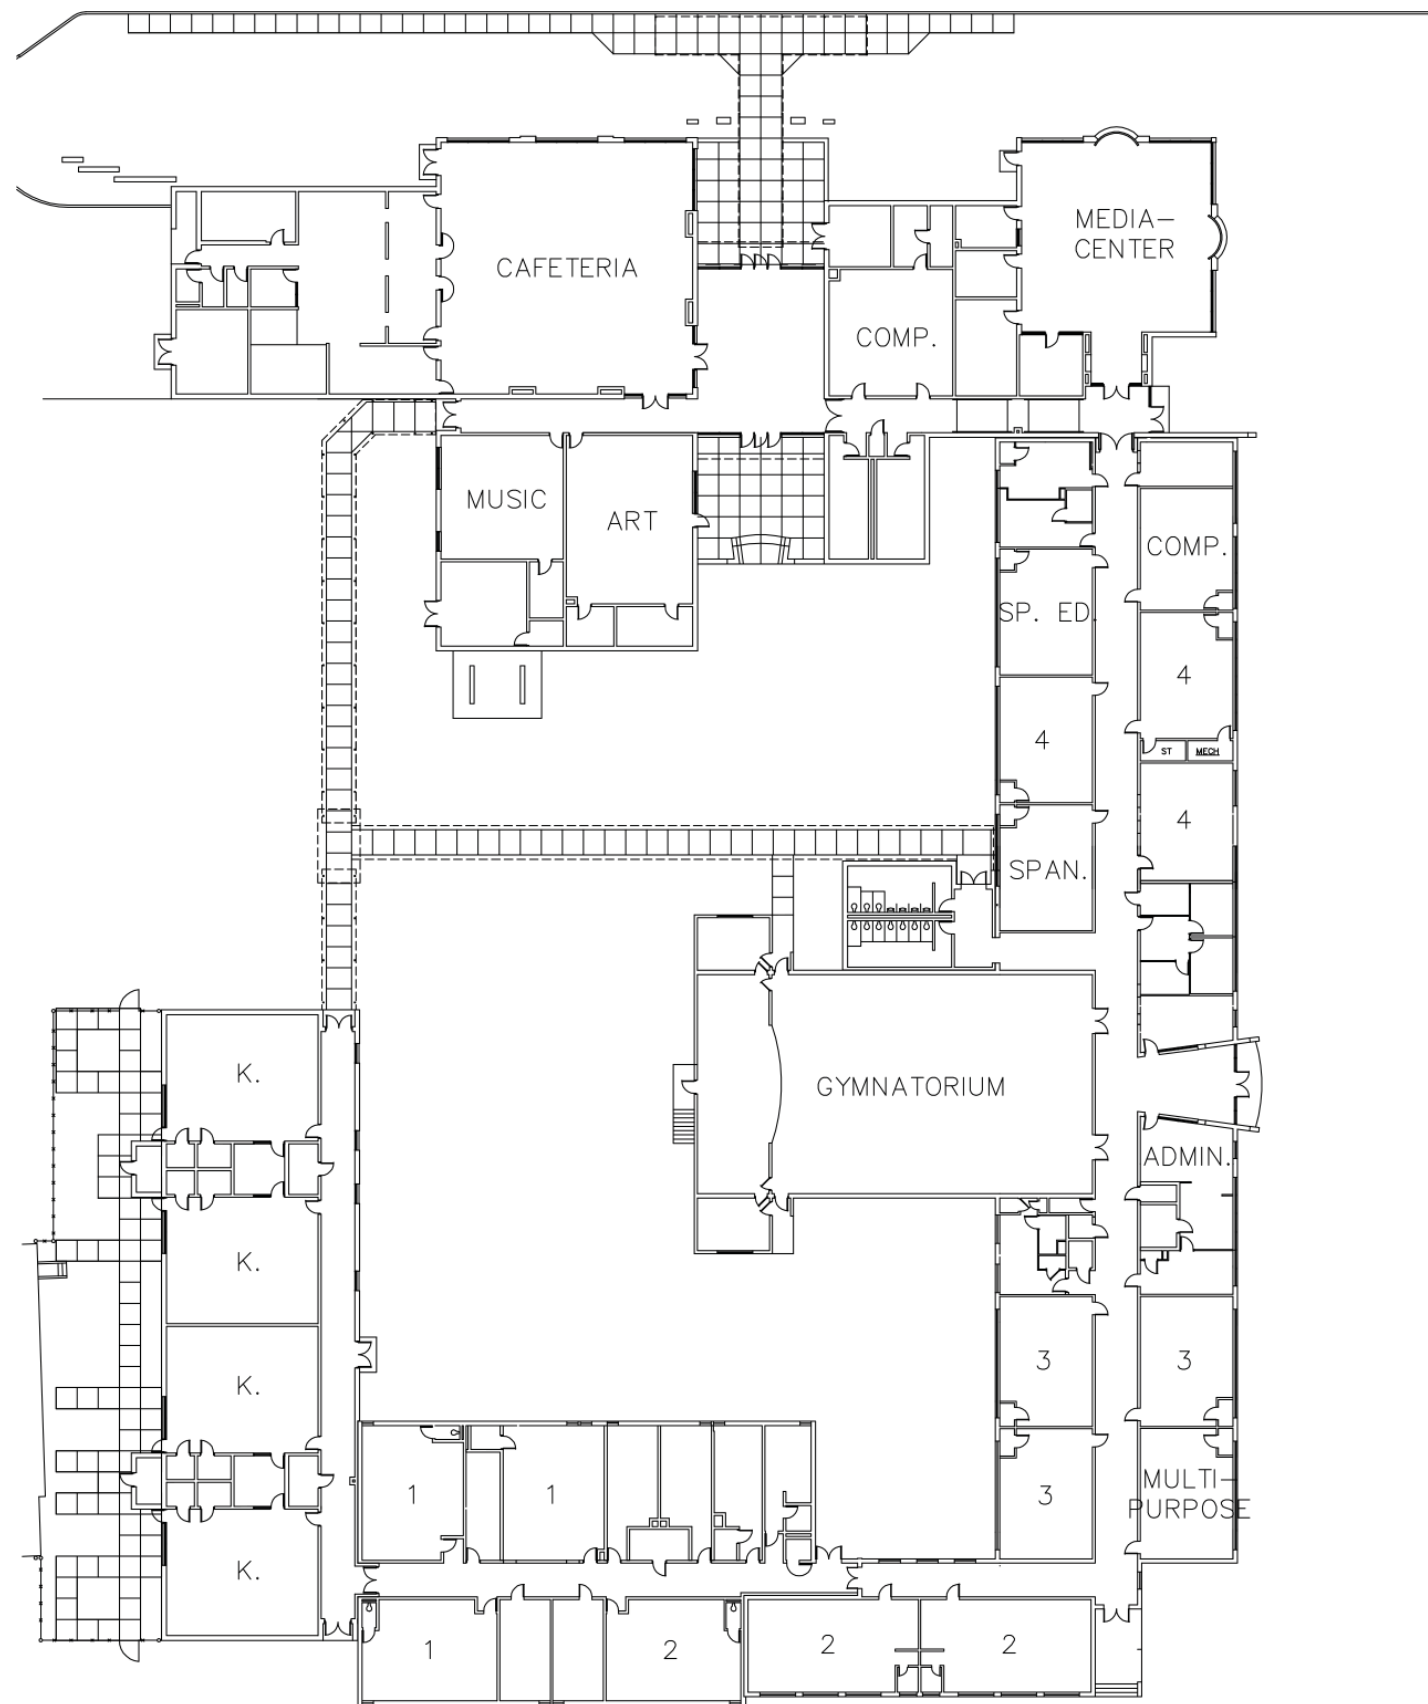 MEDIA-
CENTER
CAFETERIA
COMP.
MUSIC
ART
COMP.
SP. ED.
4
4
ST
MECH
4
SPAN.
K.
GYMNATORIUM
ADMIN.
K.
3
3
K.
1
1
3
MULTI-
PURPOSE
K.
1
2
2
2